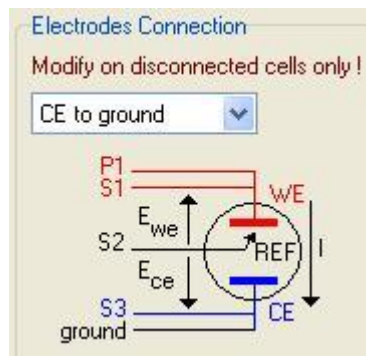 Electrodes Connection
Modify on disconnected cells only !
CE to ground
P1
S1
WE
Ewe
S2
REF
I
Ece
S3
CE
ground